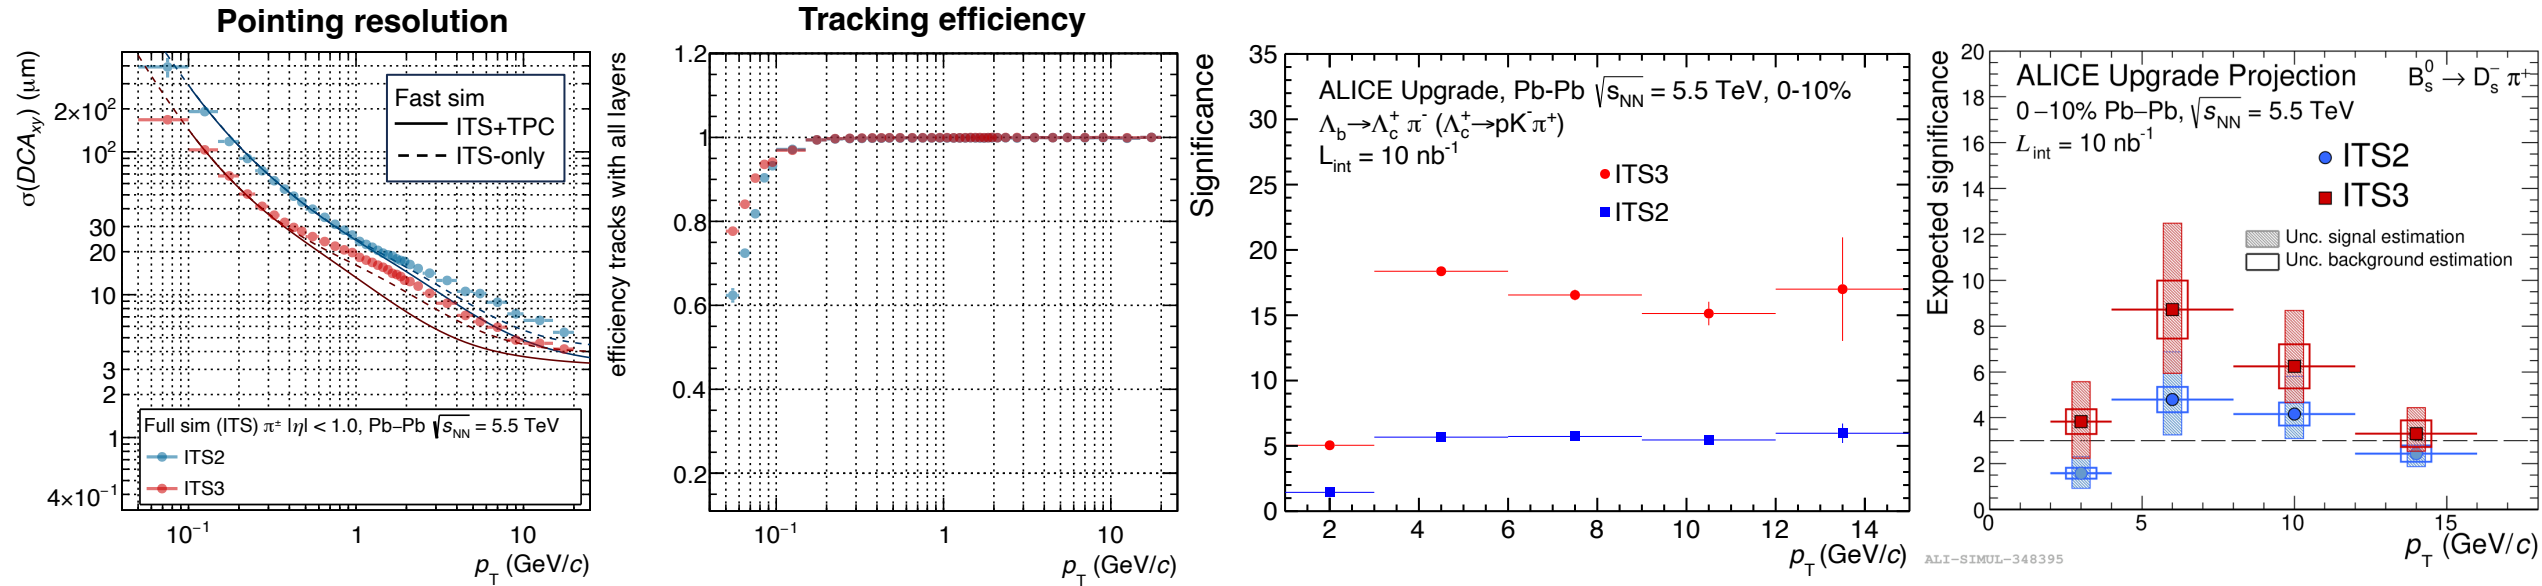 Pointing resolution
σ(DCAxy) (μm)
2×10²
10²
30
20
10
3
2
1
4×10⁻¹
Fast sim
ITS+TPC
ITS-only
Full sim (ITS) π± |η| < 1.0, Pb–Pb √sNN = 5.5 TeV
ITS2
ITS3
10⁻¹ 1 10
pT (GeV/c)
Tracking efficiency
efficiency tracks with all layers
1.2
1
0.8
0.6
0.4
0.2
10⁻¹ 1 10
pT (GeV/c)
Significance
35
30
25
20
15
10
5
0
ALICE Upgrade, Pb-Pb √sNN = 5.5 TeV, 0-10%
Λb→Λc⁺ π⁻ (Λc⁺→pK⁻π⁺)
Lint = 10 nb⁻¹
ITS3
ITS2
2 4 6 8 10 12 14
pT (GeV/c)
Expected significance
20
18
16
14
12
10
8
6
4
2
0
ALICE Upgrade Projection
Bs⁰ → Ds⁻ π⁺
0–10% Pb–Pb, √sNN = 5.5 TeV
Lint = 10 nb⁻¹
ITS2
ITS3
Unc. signal estimation
Unc. background estimation
0 5 10 15
pT (GeV/c)
ALI-SIMUL-348395